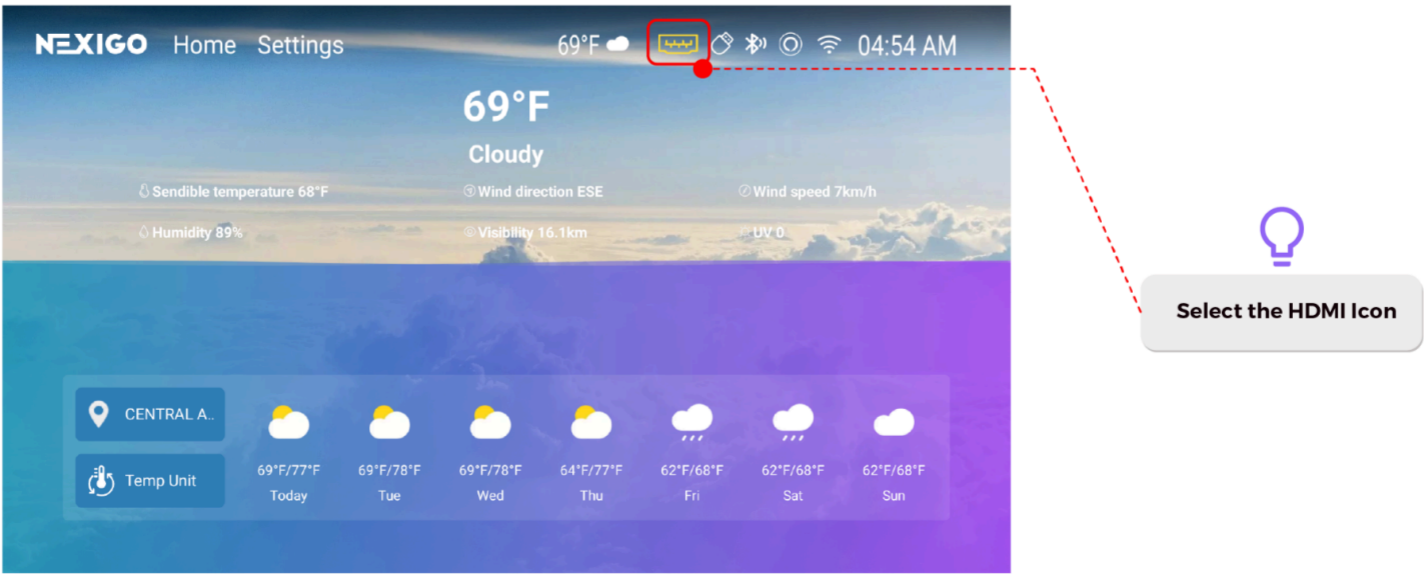 NEXIGO Home Settings 69°F 04:54 AM
69°F
Cloudy
Sendible temperature 68°F Wind direction ESE Wind speed 7km/h
Humidity 89% Visibility 16.1km UV 0
Select the HDMI Icon
CENTRAL A..
Temp Unit
69°F/77°F 69°F/78°F 69°F/78°F 64°F/77°F 62°F/68°F 62°F/68°F 62°F/68°F
Today Tue Wed Thu Fri Sat Sun